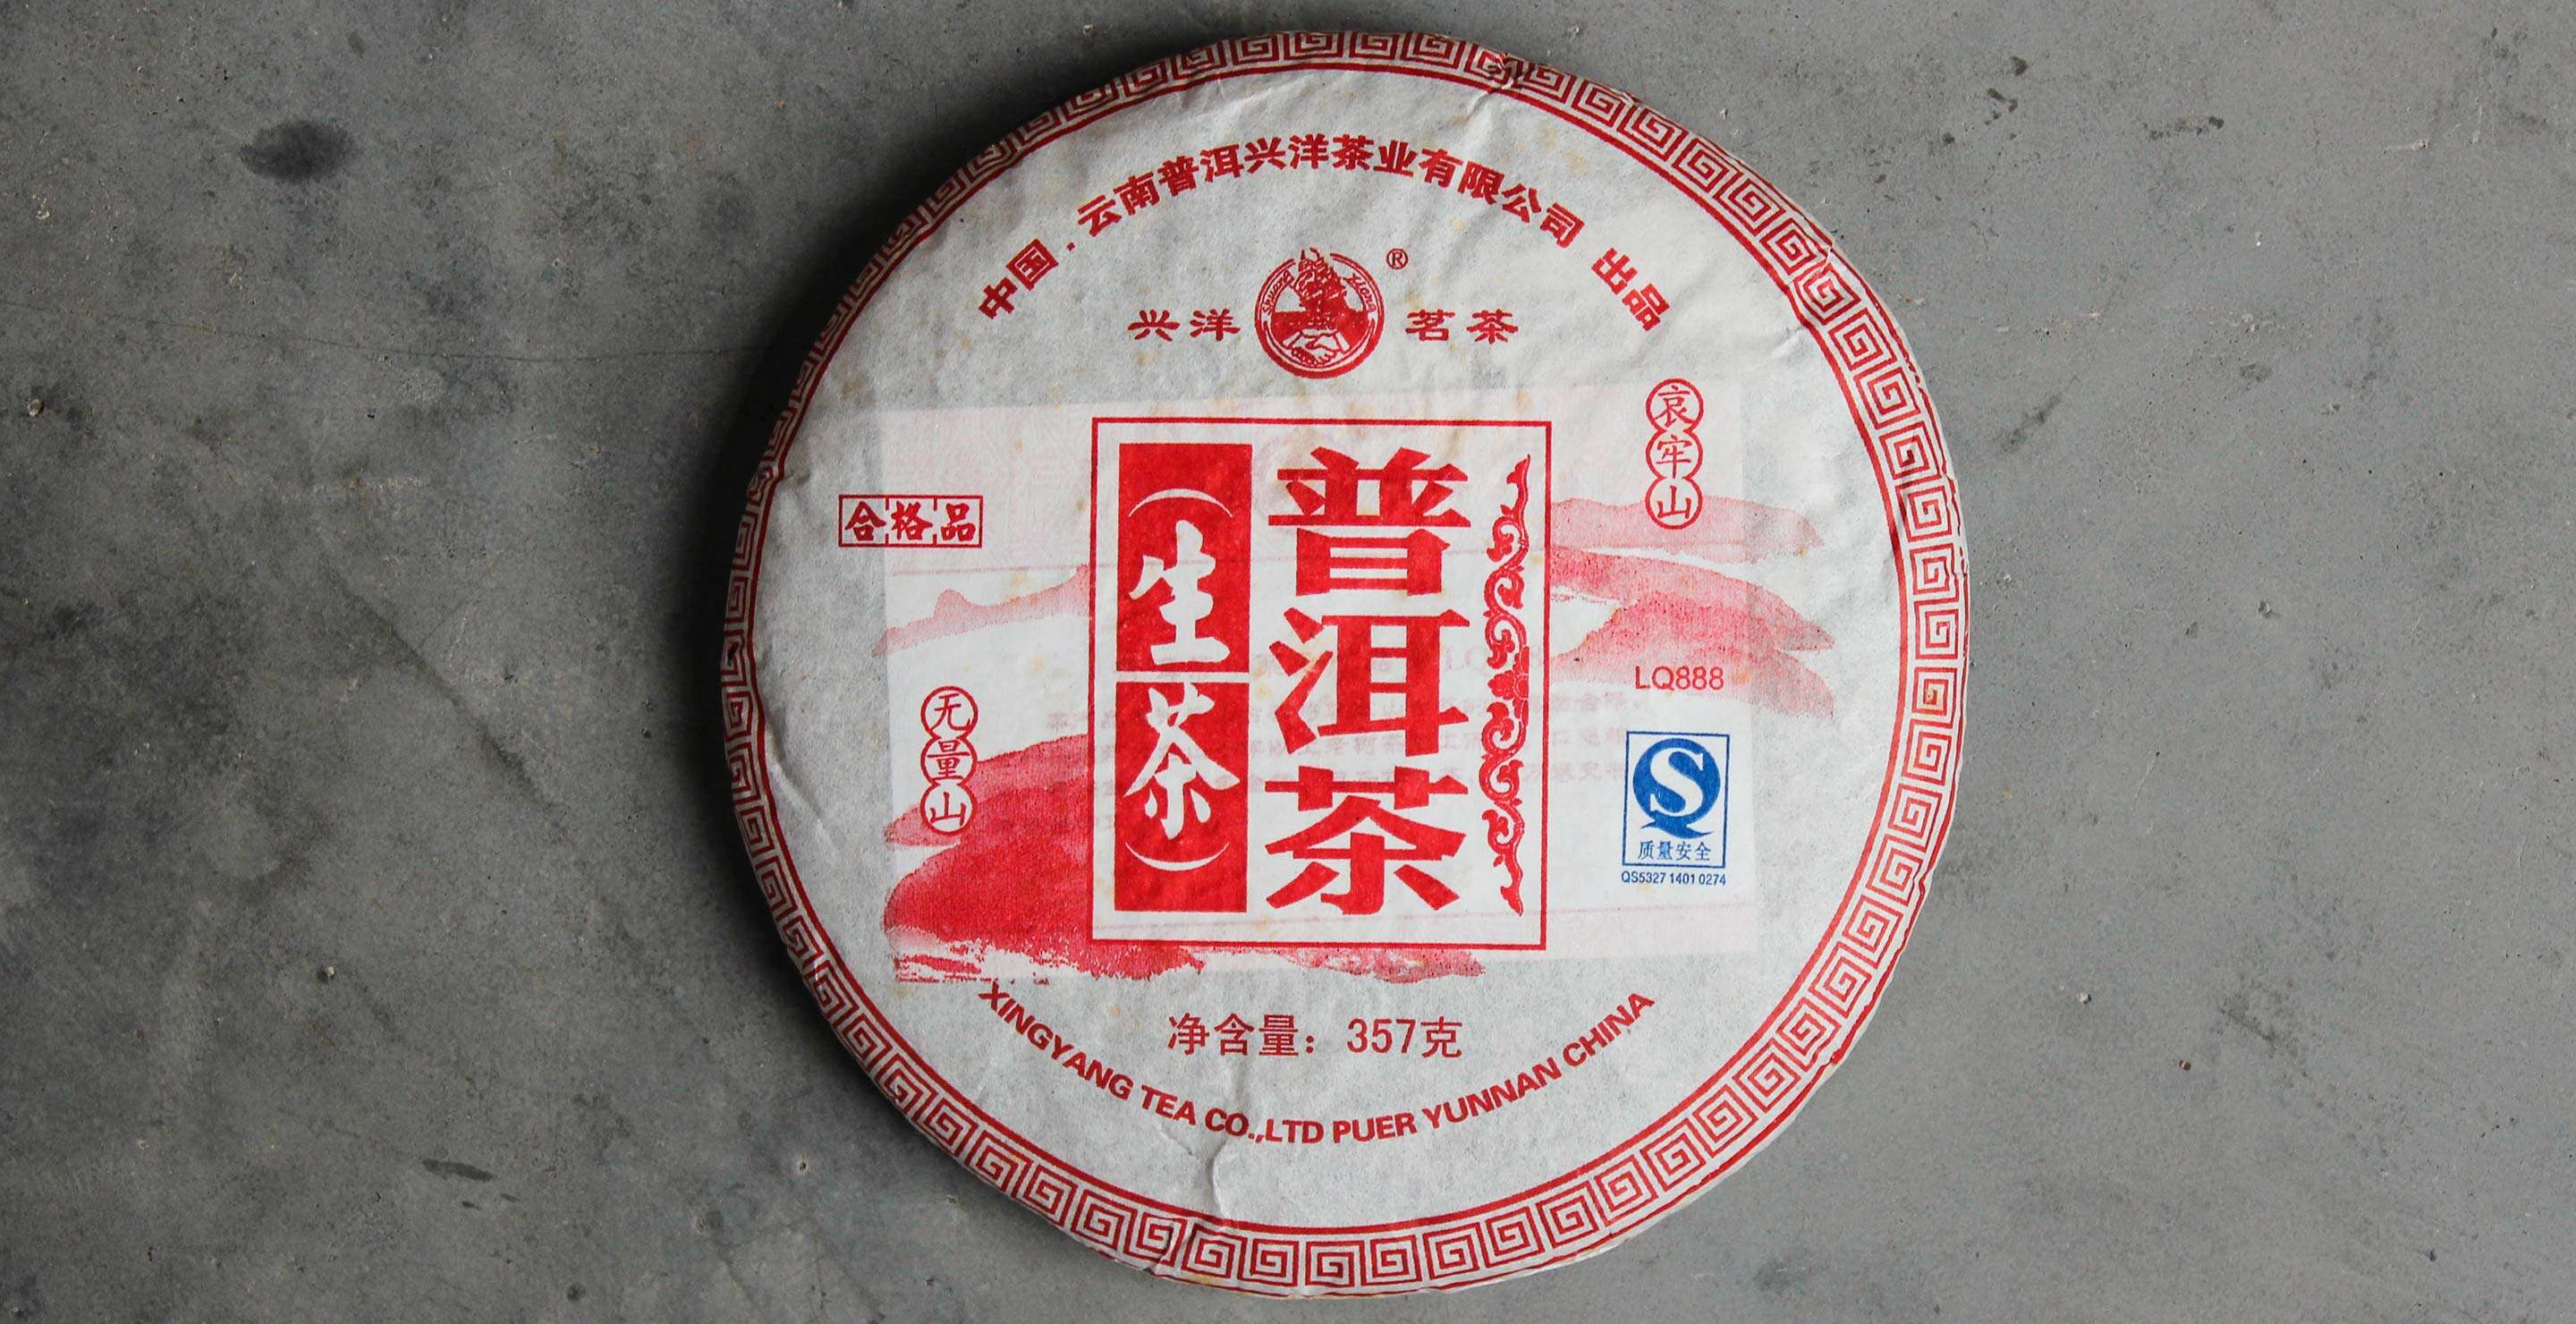 中国·云南普洱兴洋茶业有限公司 出品
®
兴洋 茗茶
哀牢山
合格品
普洱茶
(生茶)
无量山
LQ888
质量安全
QS5327 1401 0274
净含量：357克
XINGYANG TEA CO.,LTD PUER YUNNAN CHINA